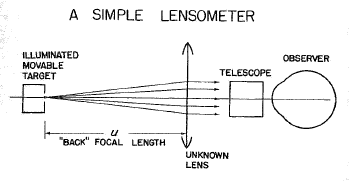 A SIMPLE LENSOMETER
ILLUMINATED
MOVABLE
TARGET
OBSERVER
TELESCOPE
u
"BACK" FOCAL LENGTH
UNKNOWN
LENS